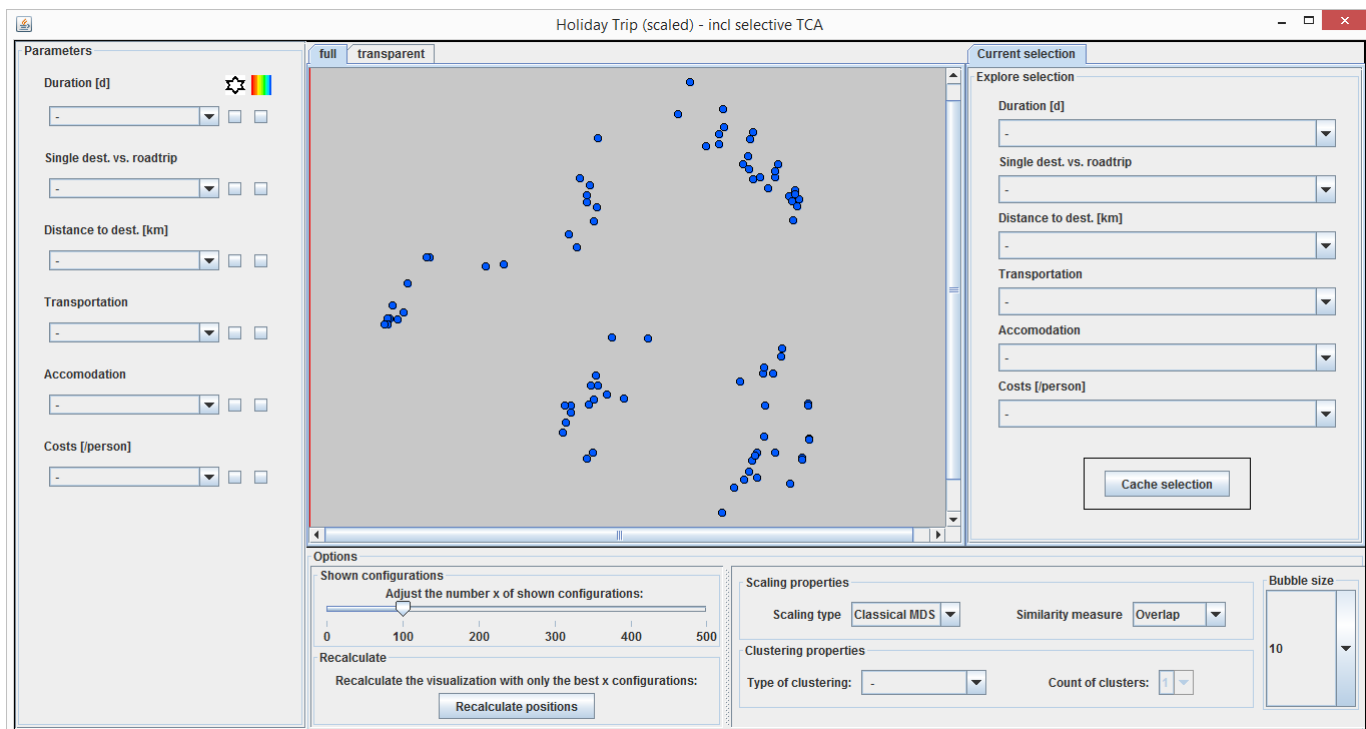 Holiday Trip (scaled) - incl selective TCA
Parameters
Duration [d]
-
Single dest. vs. roadtrip
-
Distance to dest. [km]
-
Transportation
-
Accomodation
-
Costs [/person]
-
full transparent
Current selection
Explore selection
Duration [d]
-
Single dest. vs. roadtrip
-
Distance to dest. [km]
-
Transportation
-
Accomodation
-
Costs [/person]
-
Cache selection
Options
Shown configurations
Adjust the number x of shown configurations:
0 100 200 300 400 500
Recalculate
Recalculate the visualization with only the best x configurations:
Recalculate positions
Scaling properties
Scaling type Classical MDS Similarity measure Overlap
Clustering properties
Type of clustering: - Count of clusters: 1
Bubble size
10